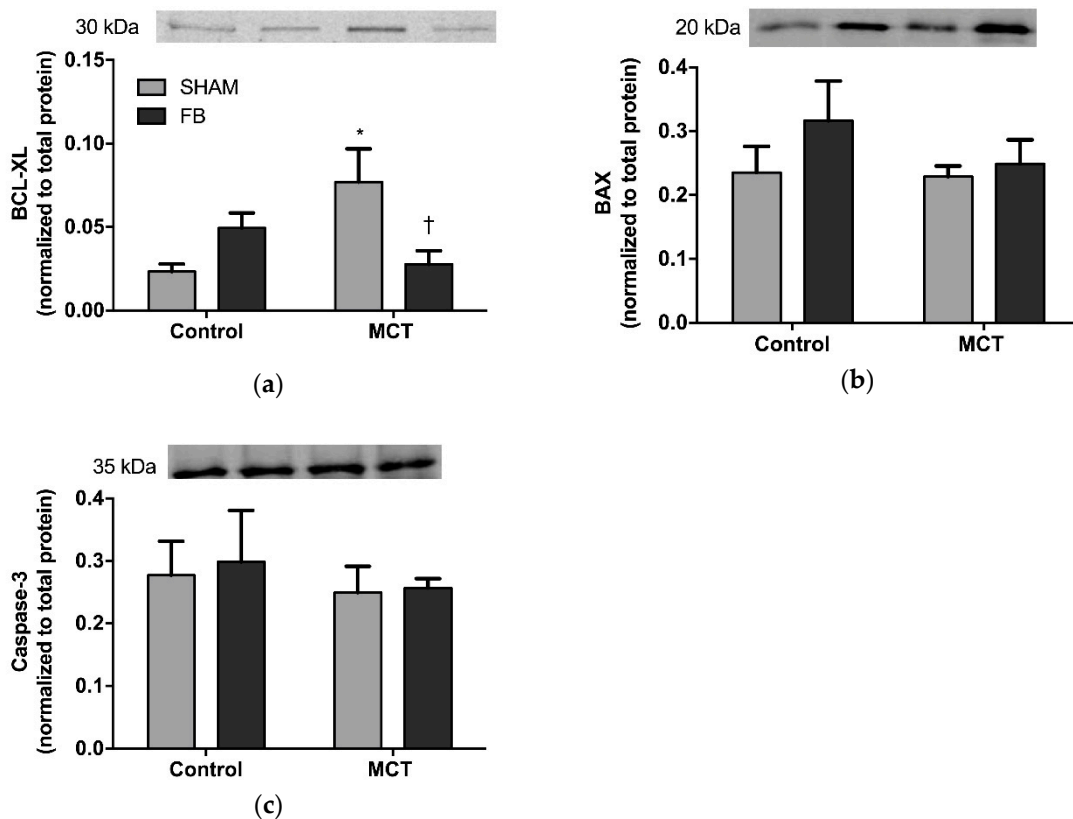 30 kDa
BCL-XL
(normalized to total protein)
0.15
0.10
0.05
0.00
SHAM
FB
*
†
Control
MCT
(a)
20 kDa
BAX
(normalized to total protein)
0.4
0.3
0.2
0.1
0.0
Control
MCT
(b)
35 kDa
Caspase-3
(normalized to total protein)
0.4
0.3
0.2
0.1
0.0
Control
MCT
(c)